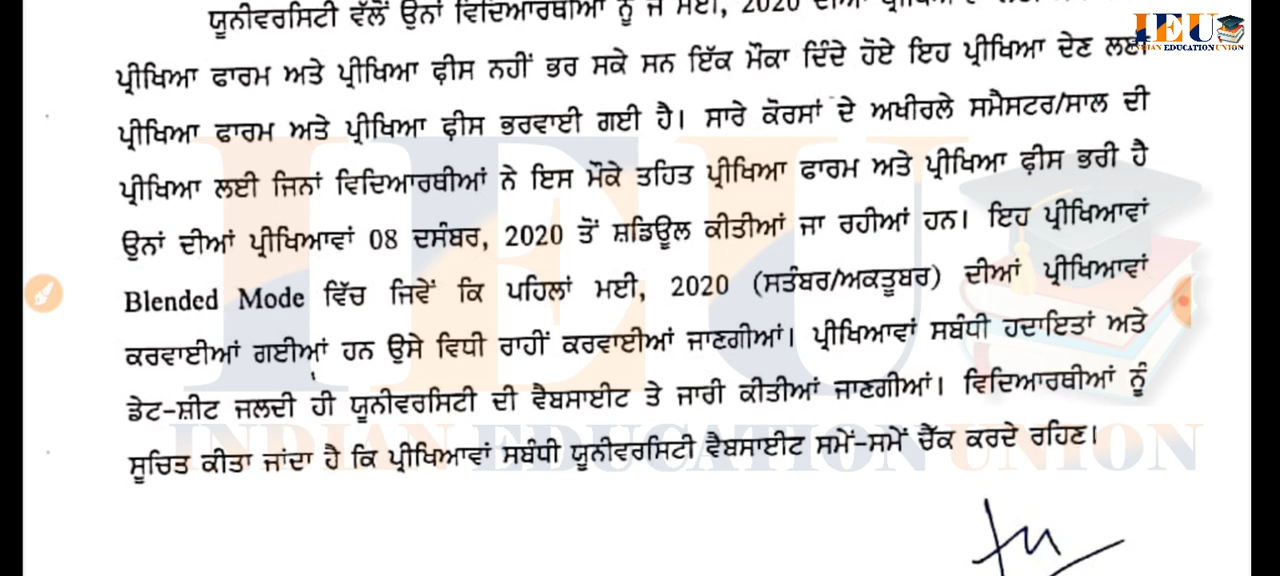 ਯੂਨੀਵਰਸਿਟੀ ਵੱਲੋਂ ਉਨਾਂ ਵਿਦਿਆਰਥੀਆਂ ਨੂੰ ਜੋ ਮਈ, 2020 ਦੀਆਂ
IEU
INDIAN EDUCATION UNION
ਪ੍ਰੀਖਿਆ ਫਾਰਮ ਅਤੇ ਪ੍ਰੀਖਿਆ ਫ਼ੀਸ ਨਹੀਂ ਭਰ ਸਕੇ ਸਨ ਇੱਕ ਮੌਕਾ ਦਿੰਦੇ ਹੋਏ ਇਹ ਪ੍ਰੀਖਿਆ ਦੇਣ ਲਈ
ਪ੍ਰੀਖਿਆ ਫਾਰਮ ਅਤੇ ਪ੍ਰੀਖਿਆ ਫ਼ੀਸ ਭਰਵਾਈ ਗਈ ਹੈ। ਸਾਰੇ ਕੋਰਸਾਂ ਦੇ ਅਖੀਰਲੇ ਸਮੈਸਟਰ/ਸਾਲ ਦੀ
ਪ੍ਰੀਖਿਆ ਲਈ ਜਿਨਾਂ ਵਿਦਿਆਰਥੀਆਂ ਨੇ ਇਸ ਮੌਕੇ ਤਹਿਤ ਪ੍ਰੀਖਿਆ ਫਾਰਮ ਅਤੇ ਪ੍ਰੀਖਿਆ ਫ਼ੀਸ ਭਰੀ ਹੈ
ਉਨਾਂ ਦੀਆਂ ਪ੍ਰੀਖਿਆਵਾਂ 08 ਦਸੰਬਰ, 2020 ਤੋਂ ਸ਼ਡਿਊਲ ਕੀਤੀਆਂ ਜਾ ਰਹੀਆਂ ਹਨ। ਇਹ ਪ੍ਰੀਖਿਆਵਾਂ
Blended Mode ਵਿੱਚ ਜਿਵੇਂ ਕਿ ਪਹਿਲਾਂ ਮਈ, 2020 (ਸਤੰਬਰ/ਅਕਤੂਬਰ) ਦੀਆਂ ਪ੍ਰੀਖਿਆਵਾਂ
ਕਰਵਾਈਆਂ ਗਈਆਂ ਹਨ ਉਸੇ ਵਿਧੀ ਰਾਹੀਂ ਕਰਵਾਈਆਂ ਜਾਣਗੀਆਂ। ਪ੍ਰੀਖਿਆਵਾਂ ਸਬੰਧੀ ਹਦਾਇਤਾਂ ਅਤੇ
ਡੇਟ-ਸ਼ੀਟ ਜਲਦੀ ਹੀ ਯੂਨੀਵਰਸਿਟੀ ਦੀ ਵੈਬਸਾਈਟ ਤੇ ਜਾਰੀ ਕੀਤੀਆਂ ਜਾਣਗੀਆਂ। ਵਿਦਿਆਰਥੀਆਂ ਨੂੰ
ਸੂਚਿਤ ਕੀਤਾ ਜਾਂਦਾ ਹੈ ਕਿ ਪ੍ਰੀਖਿਆਵਾਂ ਸਬੰਧੀ ਯੂਨੀਵਰਸਿਟੀ ਵੈਬਸਾਈਟ ਸਮੇਂ-ਸਮੇਂ ਚੈੱਕ ਕਰਦੇ ਰਹਿਣ।
IEU
INDIAN EDUCATION UNION